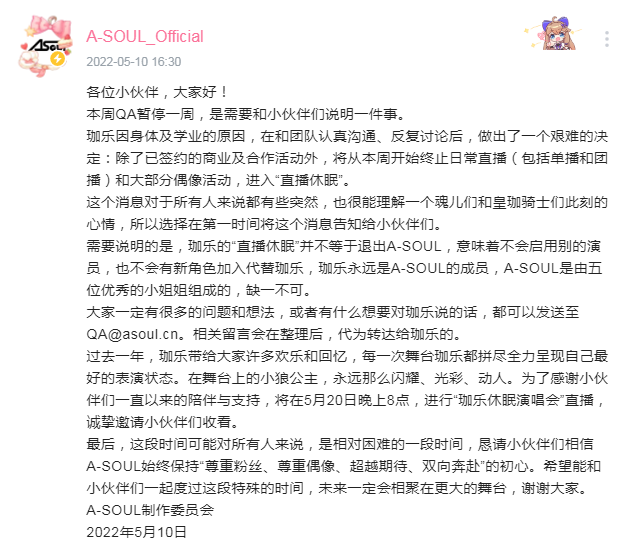 ASOUL
A-SOUL_Official
2022-05-10 16:30
各位小伙伴，大家好！
本周QA暂停一周，是需要和小伙伴们说明一件事。
珈乐因身体及学业的原因，在和团队认真沟通、反复讨论后，做出了一个艰难的决
定：除了已签约的商业及合作活动外，将从本周开始终止日常直播（包括单播和团
播）和大部分偶像活动，进入“直播休眠”。
这个消息对于所有人来说都有些突然，也很能理解一个魂儿们和皇珈骑士们此刻的
心情，所以选择在第一时间将这个消息告知给小伙伴们。
需要说明的是，珈乐的“直播休眠”并不等于退出A-SOUL，意味着不会启用别的演
员，也不会有新角色加入代替珈乐，珈乐永远是A-SOUL的成员，A-SOUL是由五
位优秀的小姐姐组成的，缺一不可。
大家一定有很多的问题和想法，或者有什么想要对珈乐说的话，都可以发送至
QA@asoul.cn。相关留言会在整理后，代为转达给珈乐的。
过去一年，珈乐带给大家许多欢乐和回忆，每一次舞台珈乐都拼尽全力呈现自己最
好的表演状态。在舞台上的小狼公主，永远那么闪耀、光彩、动人。为了感谢小伙
伴们一直以来的陪伴与支持，将在5月20日晚上8点，进行“珈乐休眠演唱会”直播，
诚挚邀请小伙伴们收看。
最后，这段时间可能对所有人来说，是相对困难的一段时间，恳请小伙伴们相信
A-SOUL始终保持“尊重粉丝、尊重偶像、超越期待、双向奔赴”的初心。希望能和
小伙伴们一起度过这段特殊的时间，未来一定会相聚在更大的舞台，谢谢大家。
A-SOUL制作委员会
2022年5月10日